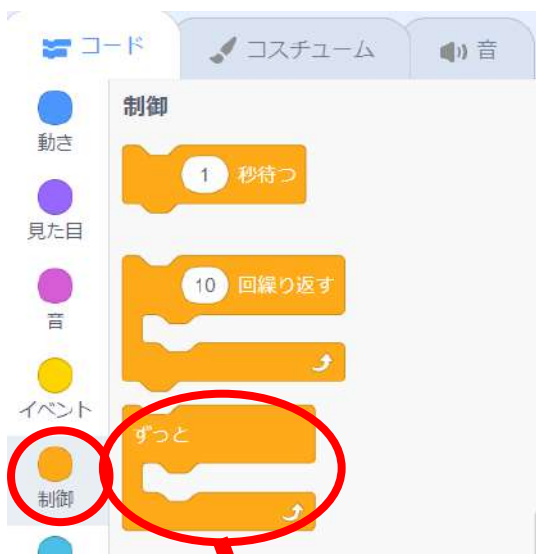 コード
コスチューム
音
動き
見た目
音
イベント
制御
制御
1 秒待つ
10 回繰り返す
ずっと